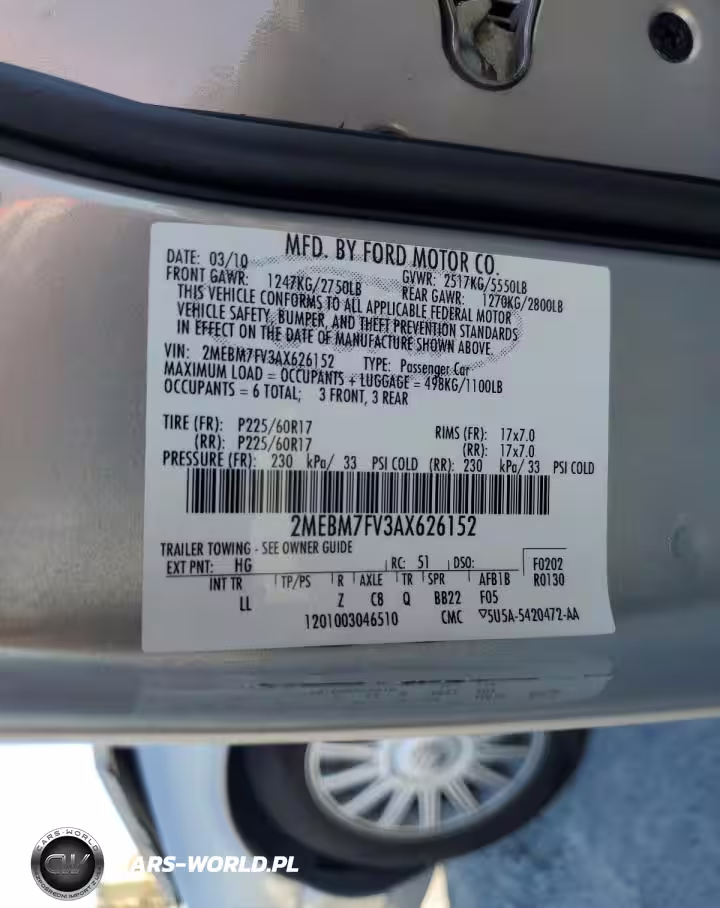 MFD. BY FORD MOTOR CO.
DATE: 03/10 GVWR: 2517KG/5550LB
FRONT GAWR: 1247KG/2750LB REAR GAWR: 1270KG/2800LB
THIS VEHICLE CONFORMS TO ALL APPLICABLE FEDERAL MOTOR
VEHICLE SAFETY, BUMPER, AND THEFT PREVENTION STANDARDS
IN EFFECT ON THE DATE OF MANUFACTURE SHOWN ABOVE.
VIN: 2MEBM7FV3AX626152 TYPE: Passenger Car
MAXIMUM LOAD = OCCUPANTS + LUGGAGE = 498KG/1100LB
OCCUPANTS = 6 TOTAL; 3 FRONT, 3 REAR
TIRE (FR): P225/60R17 RIMS (FR): 17x7.0
(RR): P225/60R17 (RR): 17x7.0
PRESSURE (FR): 230 kPa/ 33 PSI COLD (RR): 230 kPa/ 33 PSI COLD
2MEBM7FV3AX626152
TRAILER TOWING - SEE OWNER GUIDE
EXT PNT: HG RC: 51 DSO: F0202
INT TR TP/PS R AXLE TR SPR AFB1B R0130
LL Z C8 Q BB22 F05
1201003046510 CMC ▽5U5A-5420472-AA
CARS-WORLD
CW
CARS-WORLD.PL